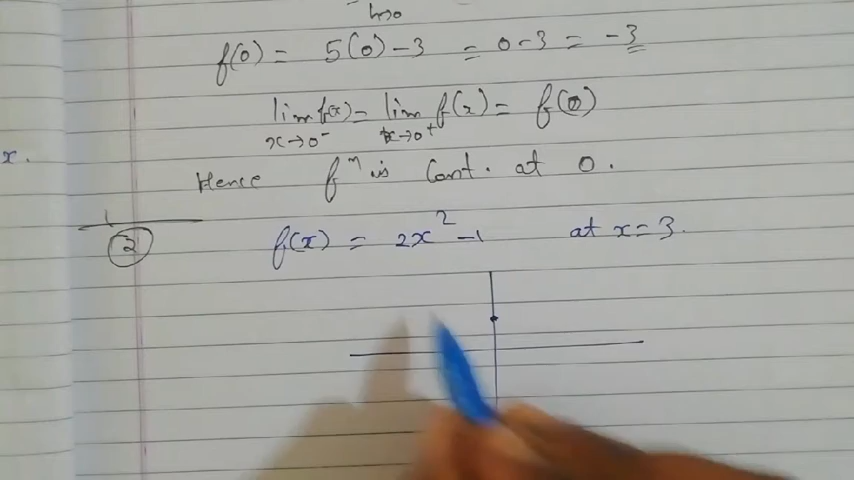 h→0
f(0) = 5(0) - 3 = 0 - 3 = -3
lim f(x) = lim f(x) = f(0)
x→0⁻ x→0⁺
x.
Hence fⁿ is Cont. at 0.
② f(x) = 2x² - 1 at x = 3.